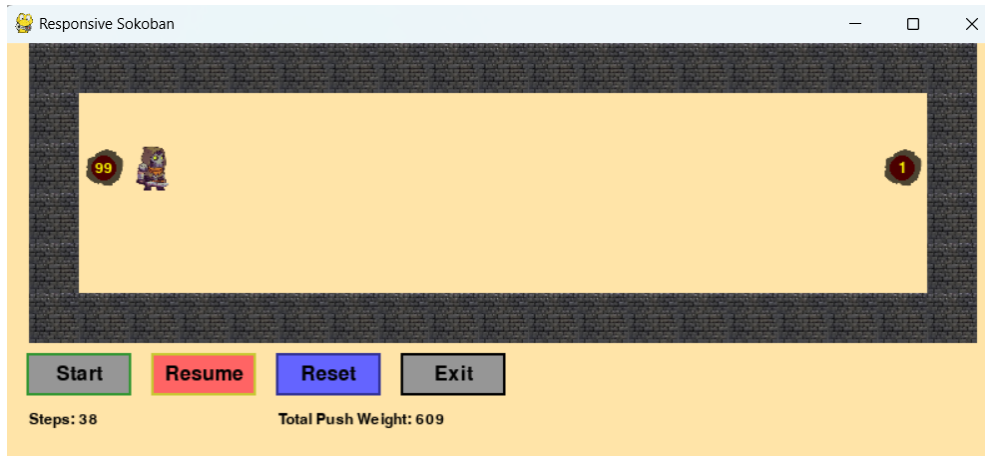 Responsive Sokoban
99 1
Start Resume Reset Exit
Steps: 38 Total Push Weight: 609